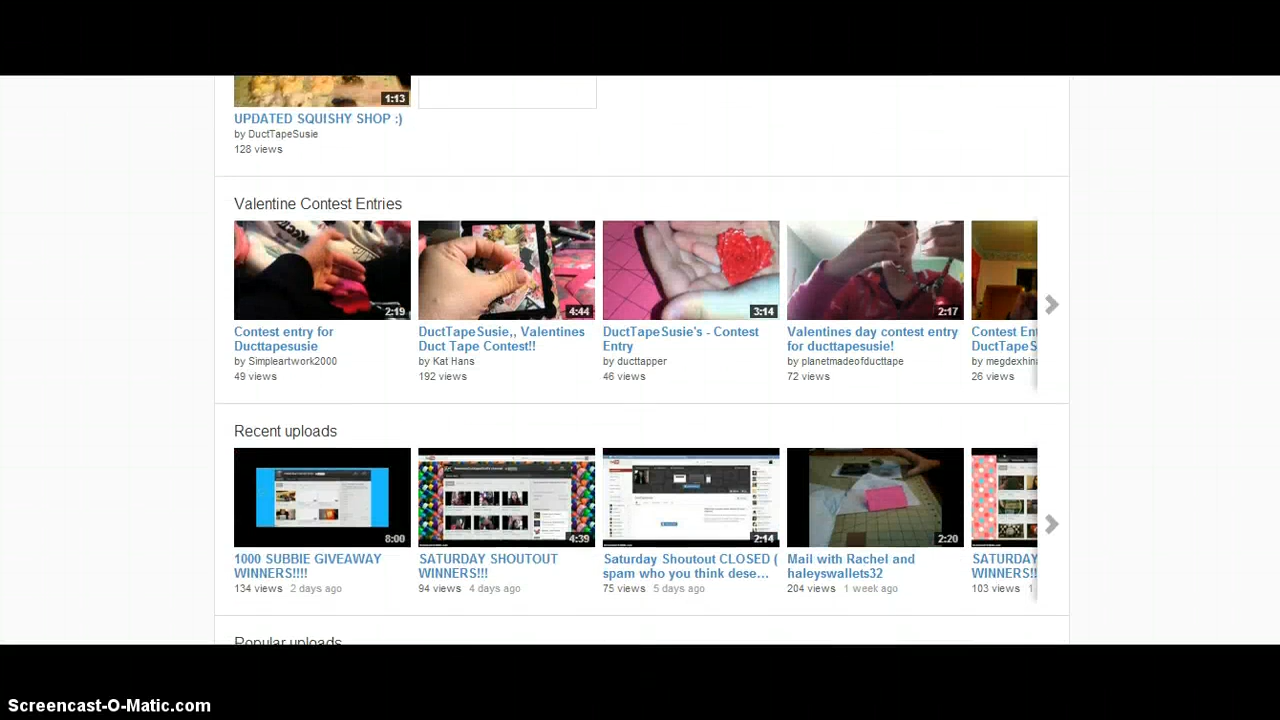 1:13
UPDATED SQUISHY SHOP :)
by DuctTapeSusie
128 views
Valentine Contest Entries
2:19
4:44
3:14
2:17
Contest entry for
Ducttapesusie
by Simpleartwork2000
49 views
DuctTapeSusie,, Valentines
Duct Tape Contest!!
by Kat Hans
192 views
DuctTapeSusie's - Contest
Entry
by ducttapper
46 views
Valentines day contest entry
for ducttapesusie!
by planetmadeofducttape
72 views
Contest En
DuctTapeS
by megdexhin
26 views
Recent uploads
8:00
4:39
2:14
2:20
1000 SUBBIE GIVEAWAY
WINNERS!!!!
134 views 2 days ago
SATURDAY SHOUTOUT
WINNERS!!!
94 views 4 days ago
Saturday Shoutout CLOSED (
spam who you think dese...
75 views 5 days ago
Mail with Rachel and
haleyswallets32
204 views 1 week ago
SATURDAY
WINNERS!!
103 views 1
Popular uploads
Screencast-O-Matic.com